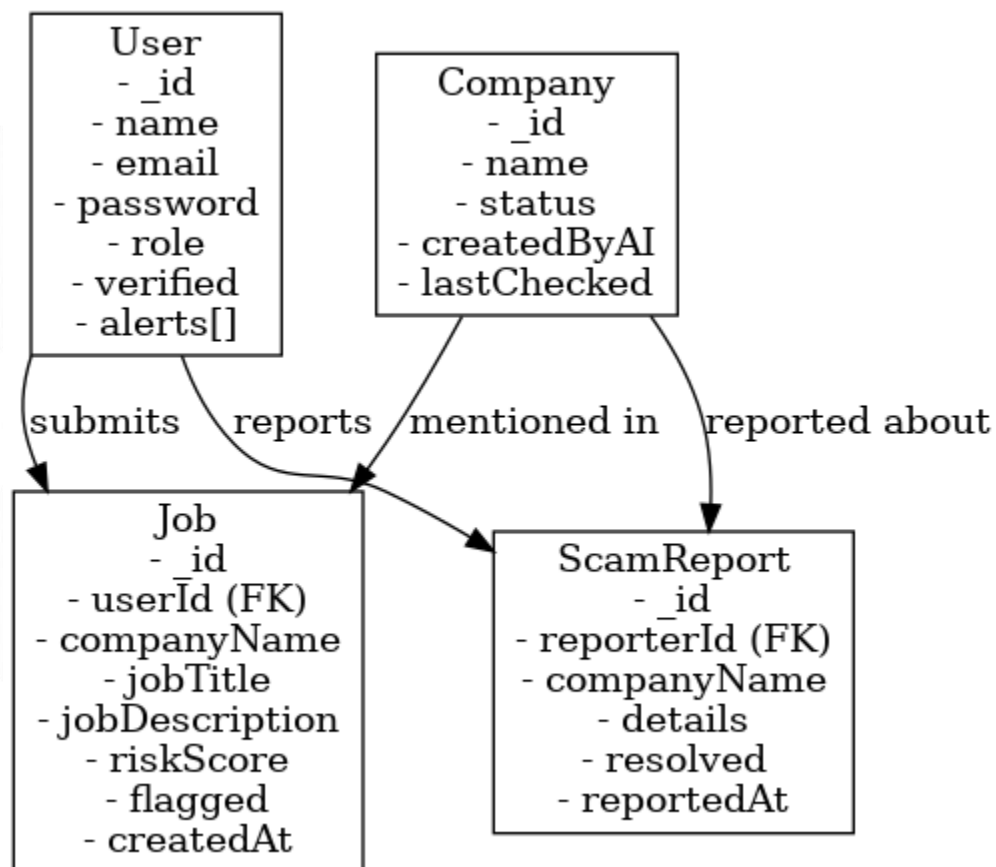 User
- _id
- name
- email
- password
- role
- verified
- alerts[]
Company
- _id
- name
- status
- createdByAI
- lastChecked
submits
reports
mentioned in
reported about
Job
- _id
- userId (FK)
- companyName
- jobTitle
- jobDescription
- riskScore
- flagged
- createdAt
ScamReport
- _id
- reporterId (FK)
- companyName
- details
- resolved
- reportedAt